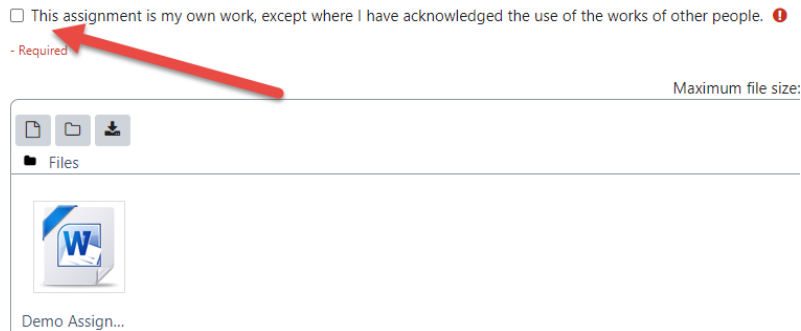 This assignment is my own work, except where I have acknowledged the use of the works of other people.
- Required
Maximum file size:
Files
W
Demo Assign...